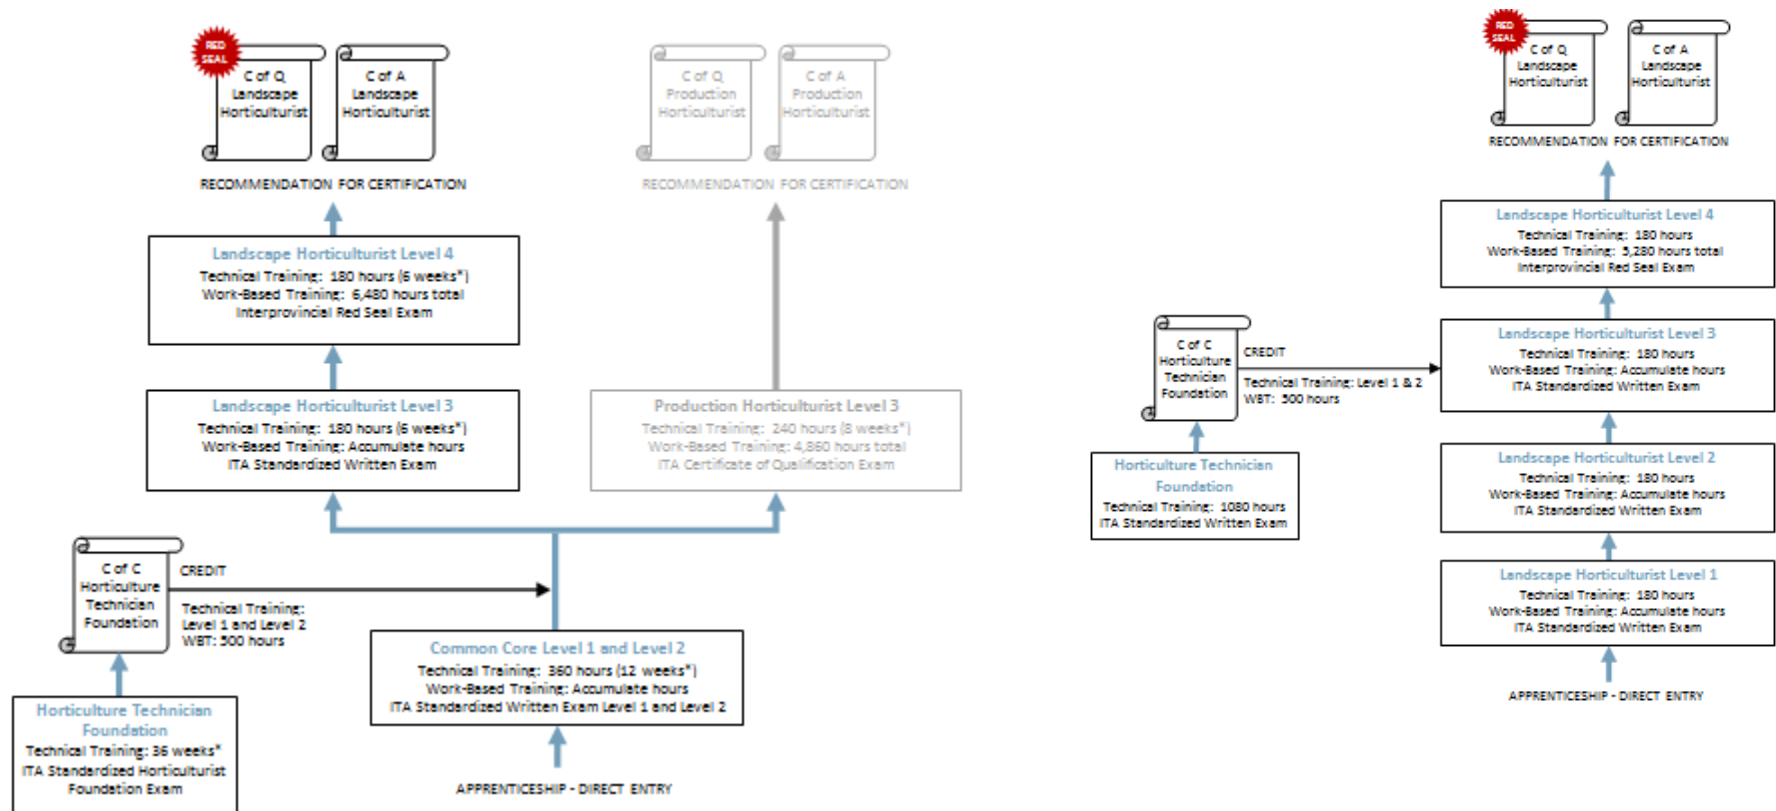 RED
SEAL
C of Q
Landscape
Horticulturist
C of A
Landscape
Horticulturist
RECOMMENDATION FOR CERTIFICATION
C of Q
Production
Horticulturist
C of A
Production
Horticulturist
RECOMMENDATION FOR CERTIFICATION
Landscape Horticulturist Level 4
Technical Training: 180 hours (6 weeks*)
Work-Based Training: 6,480 hours total
Interprovincial Red Seal Exam
Landscape Horticulturist Level 3
Technical Training: 180 hours (6 weeks*)
Work-Based Training: Accumulate hours
ITA Standardized Written Exam
Production Horticulturist Level 3
Technical Training: 240 hours (8 weeks*)
Work-Based Training: 4,860 hours total
ITA Certificate of Qualification Exam
C of C
Horticulture
Technician
Foundation
CREDIT
Technical Training:
Level 1 and Level 2
WBT: 500 hours
Common Core Level 1 and Level 2
Technical Training: 360 hours (12 weeks*)
Work-Based Training: Accumulate hours
ITA Standardized Written Exam Level 1 and Level 2
Horticulture Technician
Foundation
Technical Training: 36 weeks*
ITA Standardized Horticulturist
Foundation Exam
APPRENTICESHIP - DIRECT ENTRY
RED
SEAL
C of Q
Landscape
Horticulturist
C of A
Landscape
Horticulturist
RECOMMENDATION FOR CERTIFICATION
Landscape Horticulturist Level 4
Technical Training: 180 hours
Work-Based Training: 5,280 hours total
Interprovincial Red Seal Exam
Landscape Horticulturist Level 3
Technical Training: 180 hours
Work-Based Training: Accumulate hours
ITA Standardized Written Exam
C of C
Horticulture
Technician
Foundation
CREDIT
Technical Training: Level 1 & 2
WBT: 500 hours
Horticulture Technician
Foundation
Technical Training: 1080 hours
ITA Standardized Written Exam
Landscape Horticulturist Level 2
Technical Training: 180 hours
Work-Based Training: Accumulate hours
ITA Standardized Written Exam
Landscape Horticulturist Level 1
Technical Training: 180 hours
Work-Based Training: Accumulate hours
ITA Standardized Written Exam
APPRENTICESHIP - DIRECT ENTRY